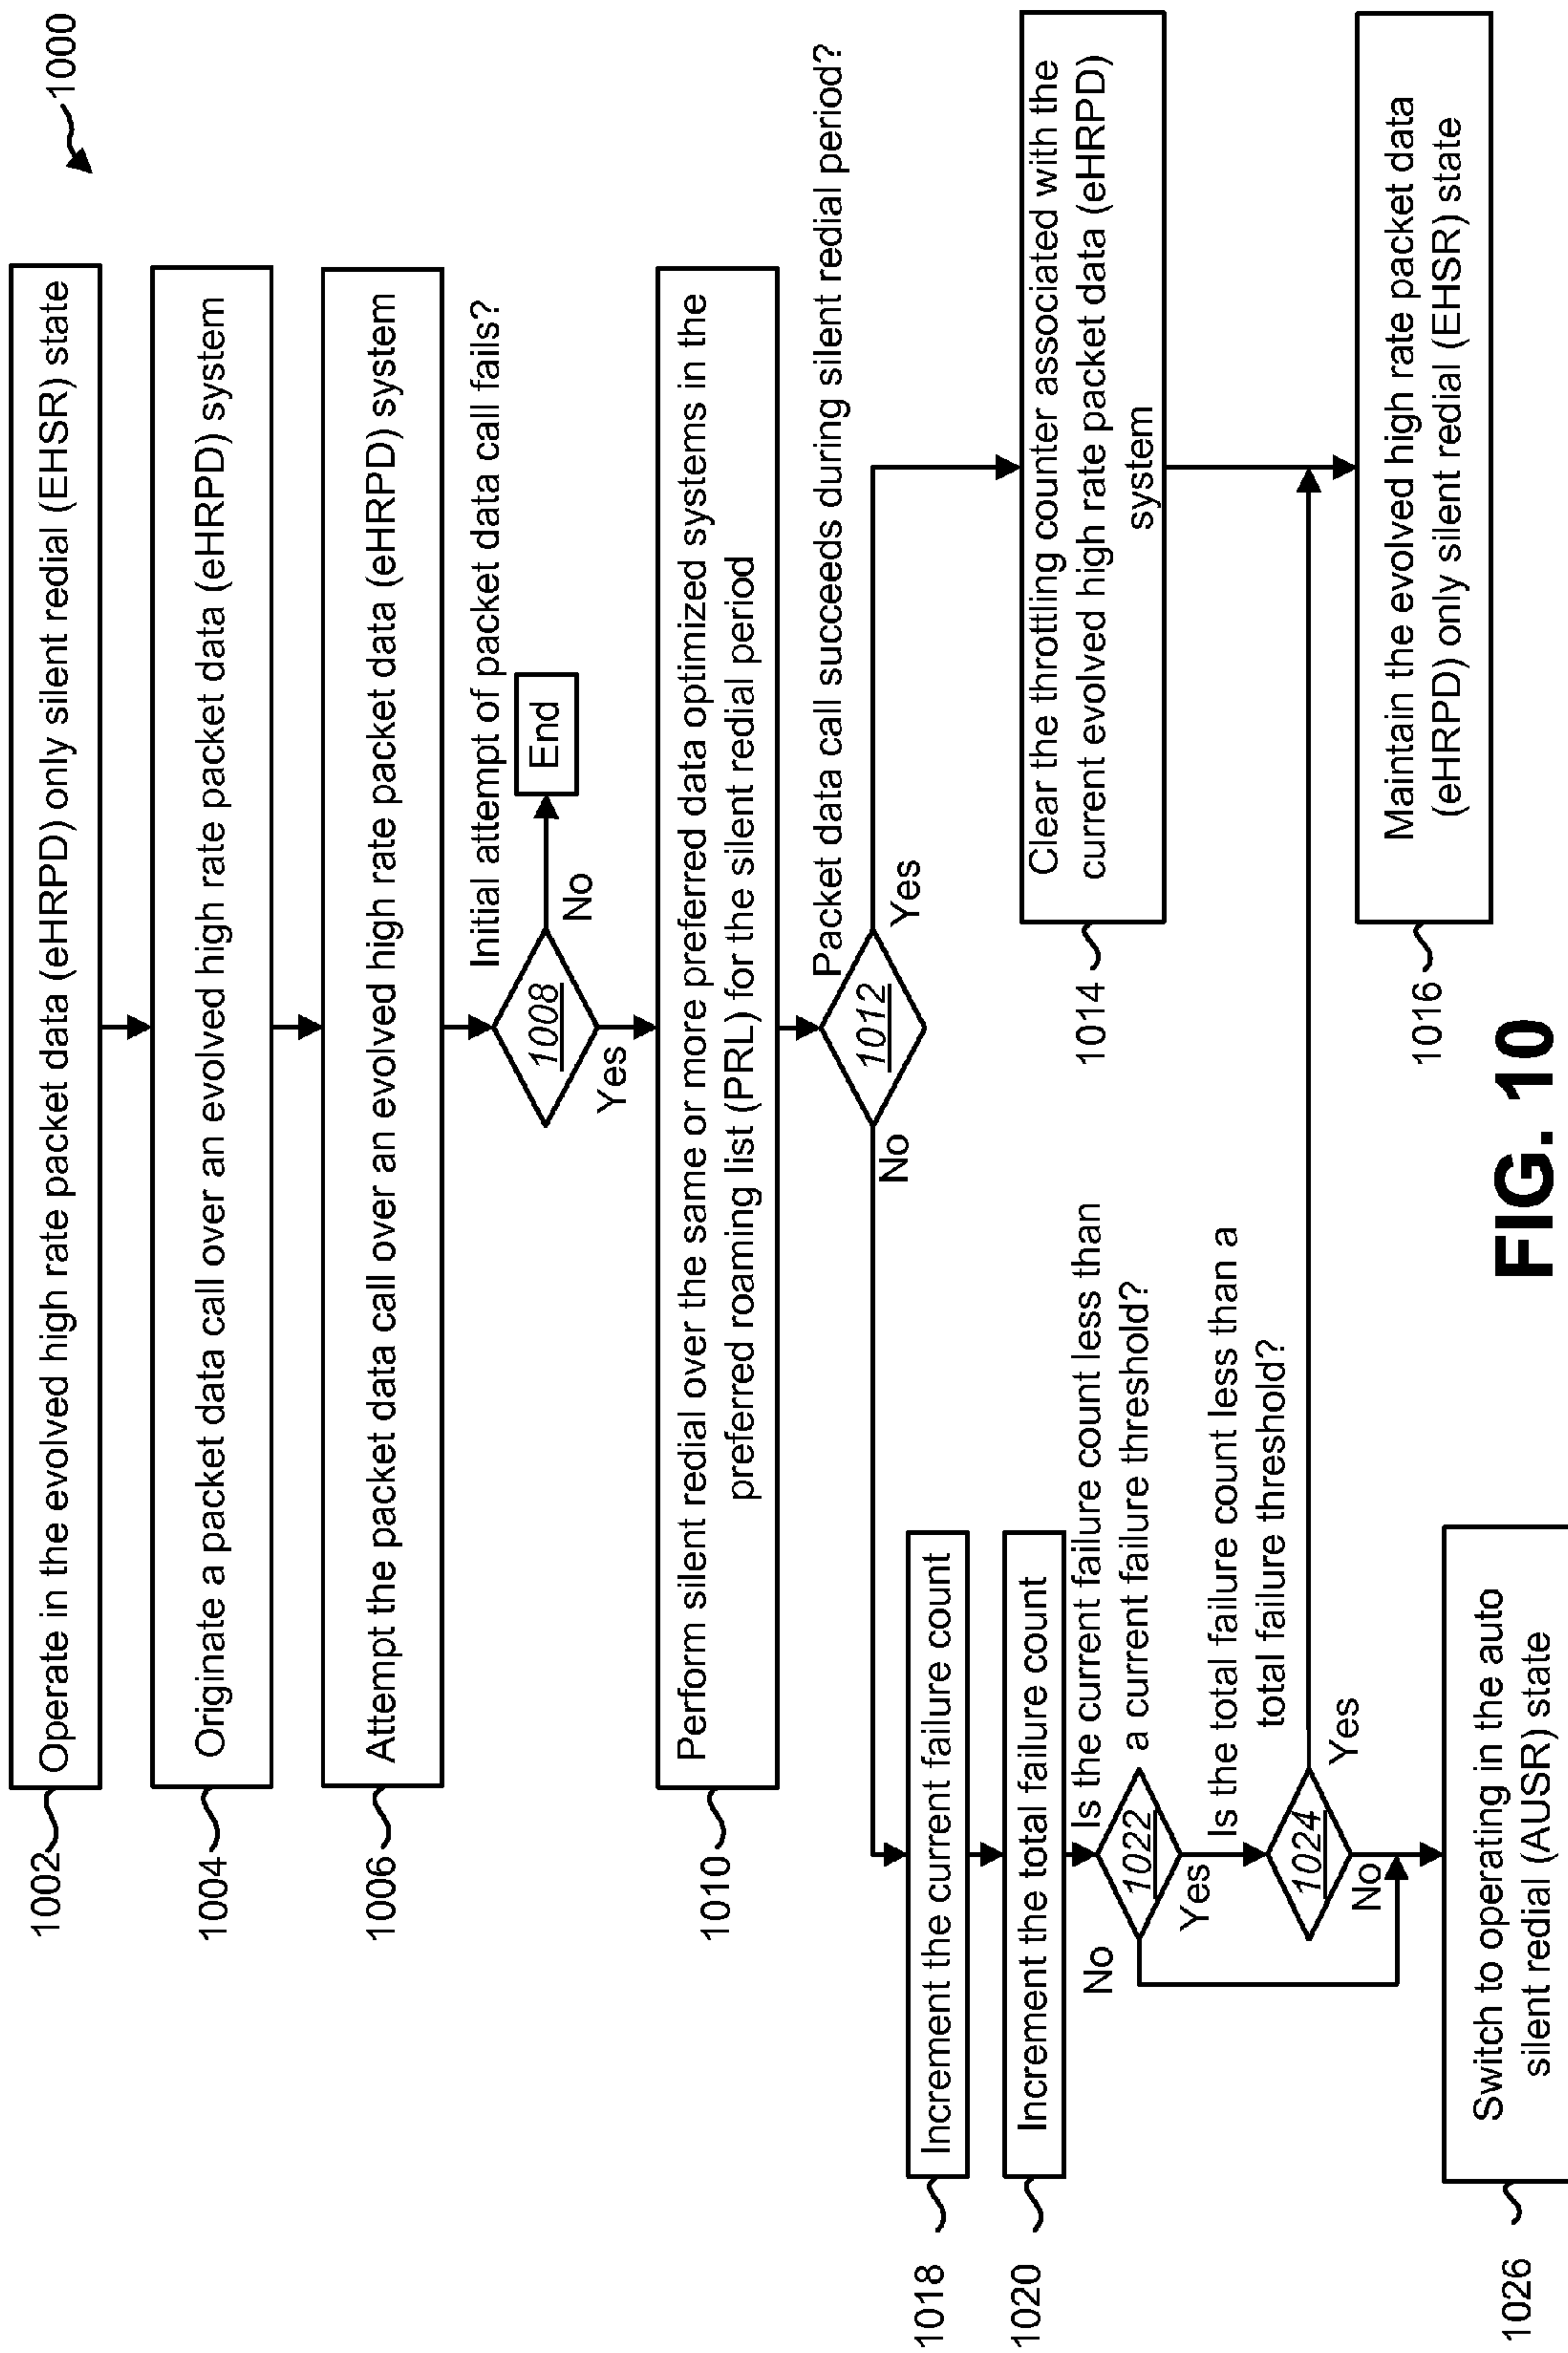 1000
1002
Operate in the evolved high rate packet data (eHRPD) only silent redial (EHSR) state
1004
Originate a packet data call over an evolved high rate packet data (eHRPD) system
1006
Attempt the packet data call over an evolved high rate packet data (eHRPD) system
Initial attempt of packet data call fails?
1008
No
End
Yes
1010
Perform silent redial over the same or more preferred data optimized systems in the
preferred roaming list (PRL) for the silent redial period
Packet data call succeeds during silent redial period?
1012
No
Yes
1014
Clear the throttling counter associated with the
current evolved high rate packet data (eHRPD)
system
1016
Maintain the evolved high rate packet data
(eHRPD) only silent redial (EHSR) state
1018
Increment the current failure count
1020
Increment the total failure count
Is the current failure count less than
a current failure threshold?
1022
No
Yes
Is the total failure count less than a
total failure threshold?
1024
Yes
No
1026
Switch to operating in the auto
silent redial (AUSR) state
FIG. 10